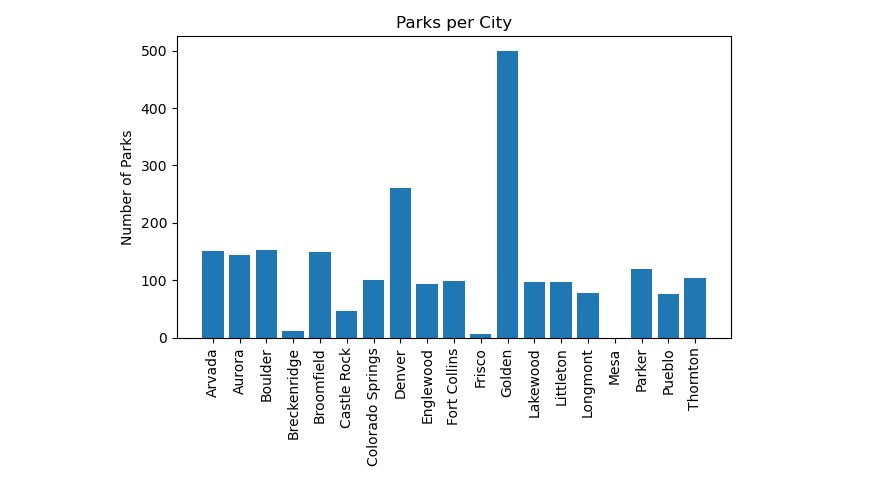 Parks per City
Number of Parks
500
400
300
200
100
0
Arvada
Aurora
Boulder
Breckenridge
Broomfield
Castle Rock
Colorado Springs
Denver
Englewood
Fort Collins
Frisco
Golden
Lakewood
Littleton
Longmont
Mesa
Parker
Pueblo
Thornton